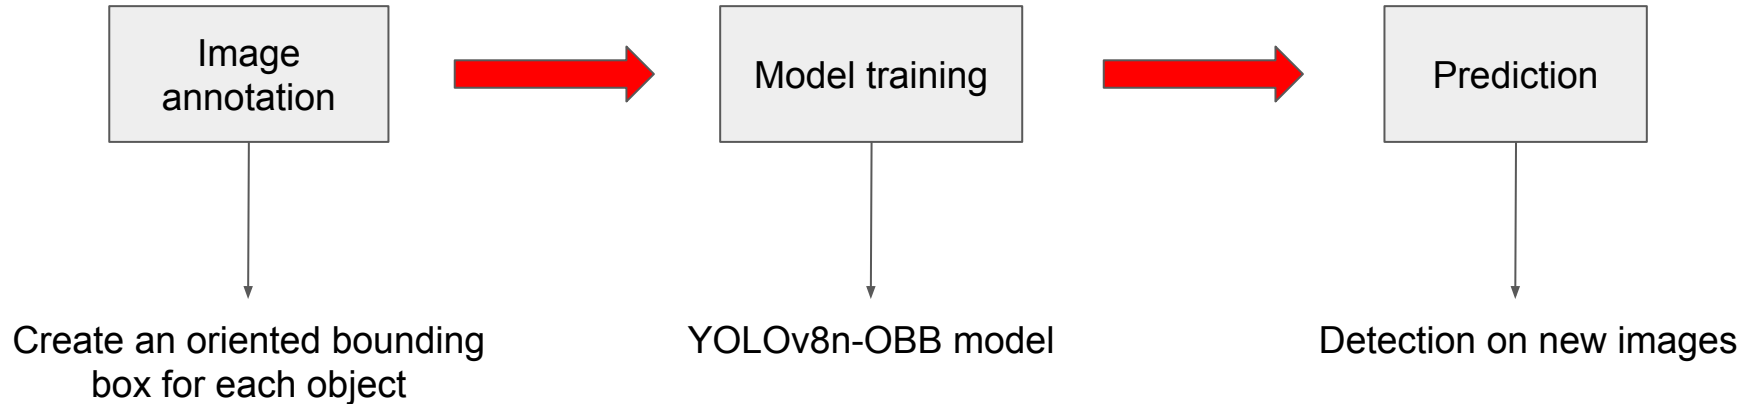 Image
annotation
Model training
Prediction
Create an oriented bounding
box for each object
YOLOv8n-OBB model
Detection on new images